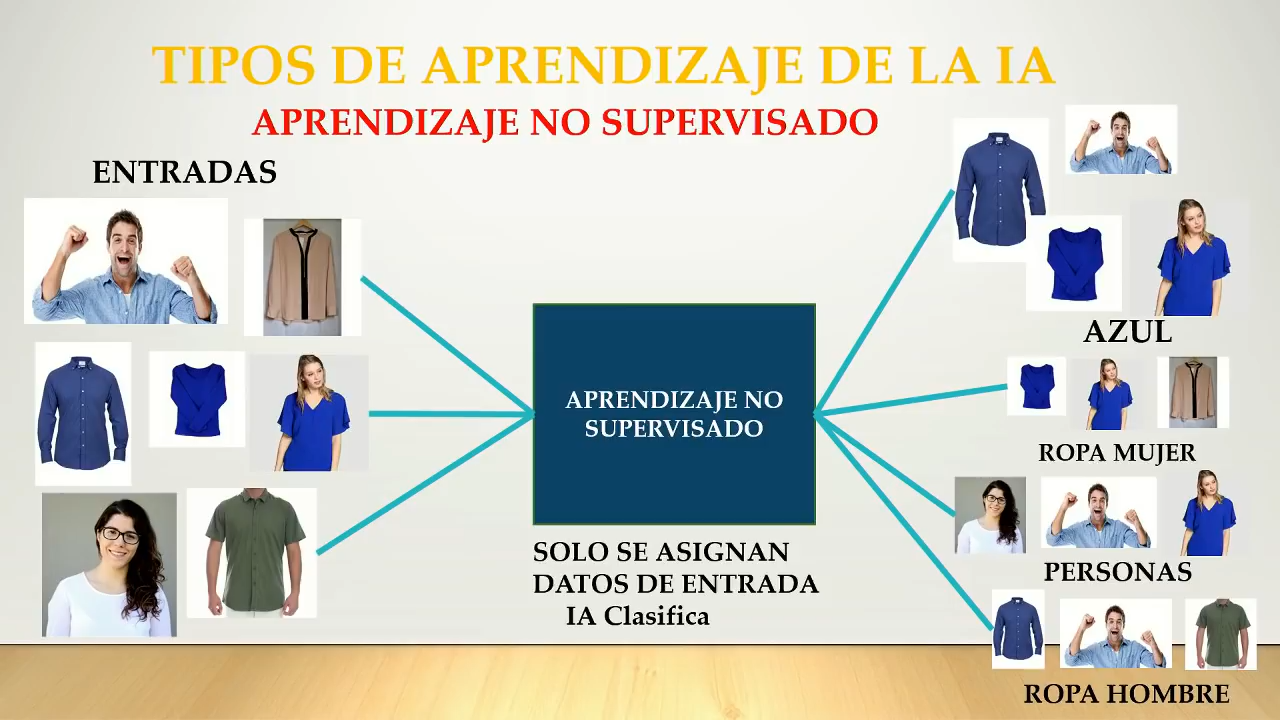 TIPOS DE APRENDIZAJE DE LA IA
APRENDIZAJE NO SUPERVISADO
ENTRADAS
APRENDIZAJE NO
SUPERVISADO
SOLO SE ASIGNAN
DATOS DE ENTRADA
IA Clasifica
AZUL
ROPA MUJER
PERSONAS
ROPA HOMBRE